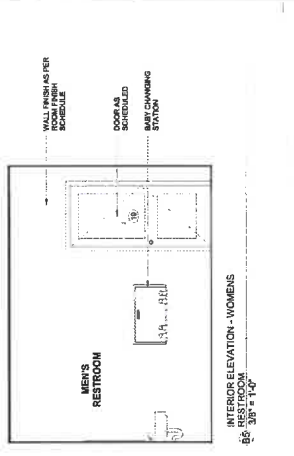 WALL FINISH AS PER
ROOM FINISH
SCHEDULE
DOOR AS
SCHEDULED
BABY CHANGING
STATION
MEN'S
RESTROOM
INTERIOR ELEVATION - WOMENS
RESTROOM
B5
3/8" = 1'-0"